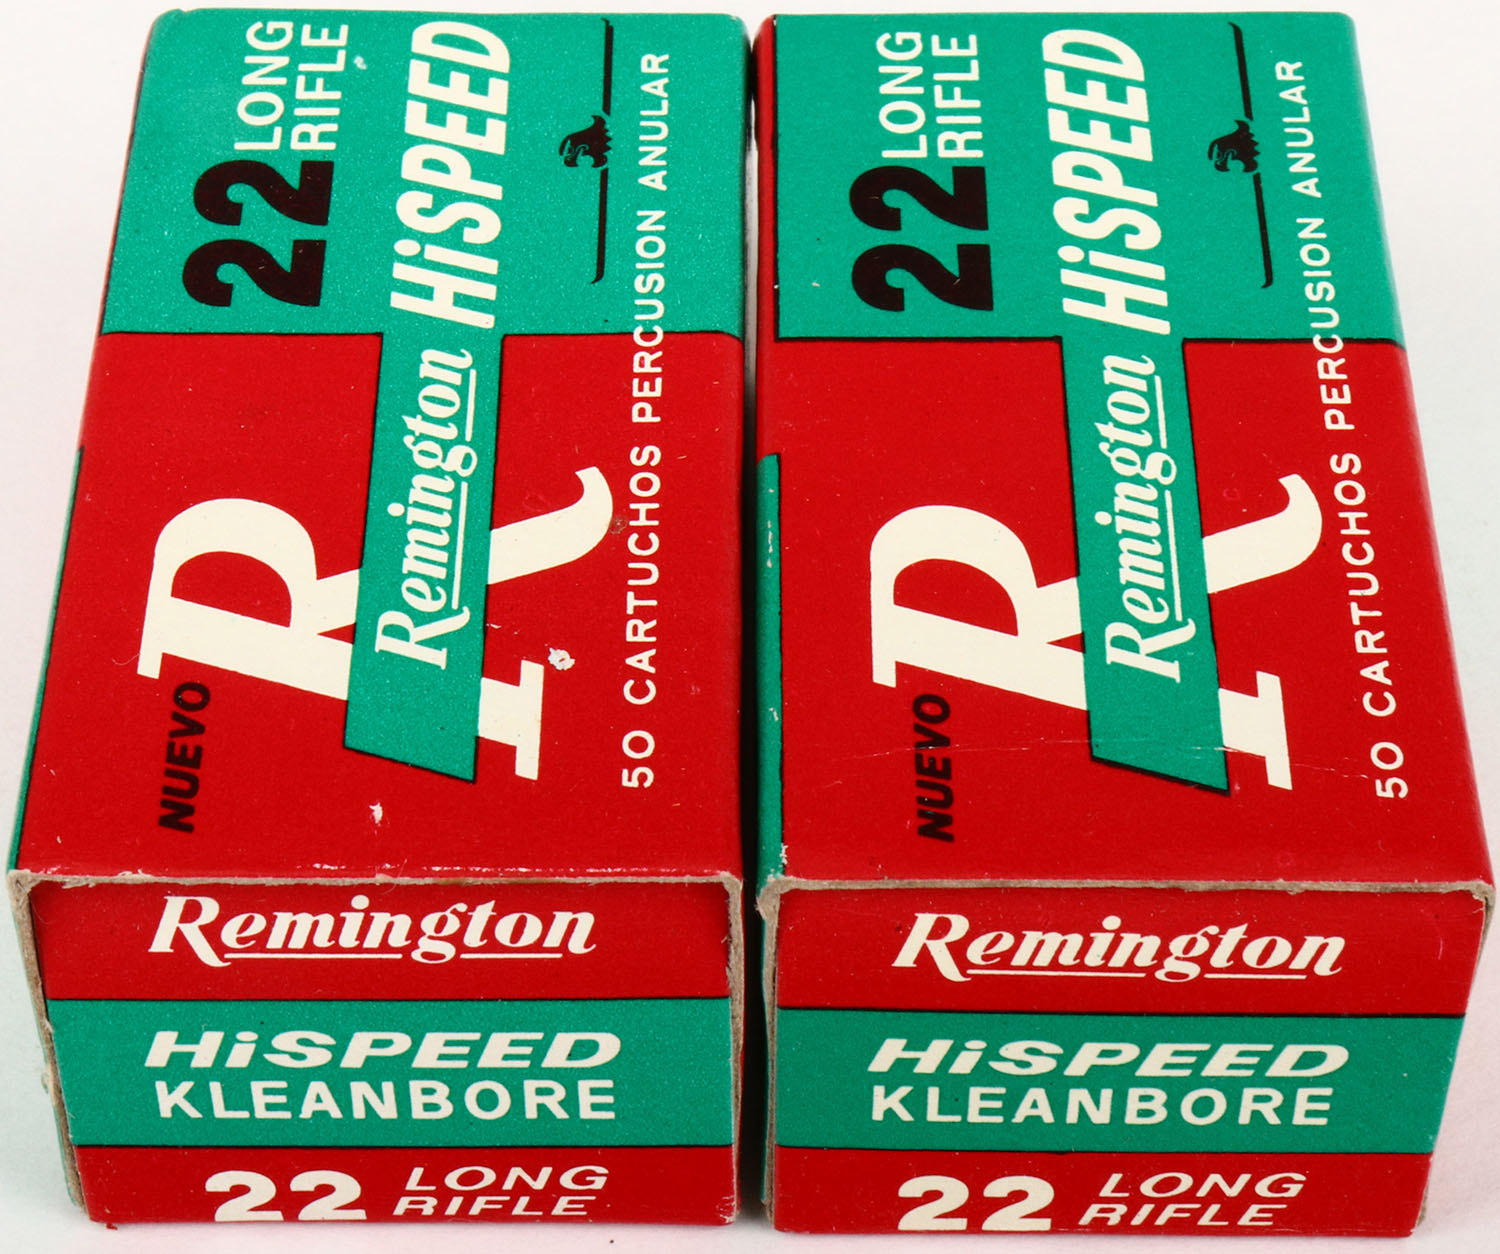 22 LONG
RIFLE
Remington HiSPEED
R
NUEVO
50 CARTUCHOS PERCUSION ANULAR
Remington
HiSPEED
KLEANBORE
22 LONG
RIFLE
22 LONG
RIFLE
Remington HiSPEED
R
NUEVO
50 CARTUCHOS PERCUSION ANULAR
Remington
HiSPEED
KLEANBORE
22 LONG
RIFLE